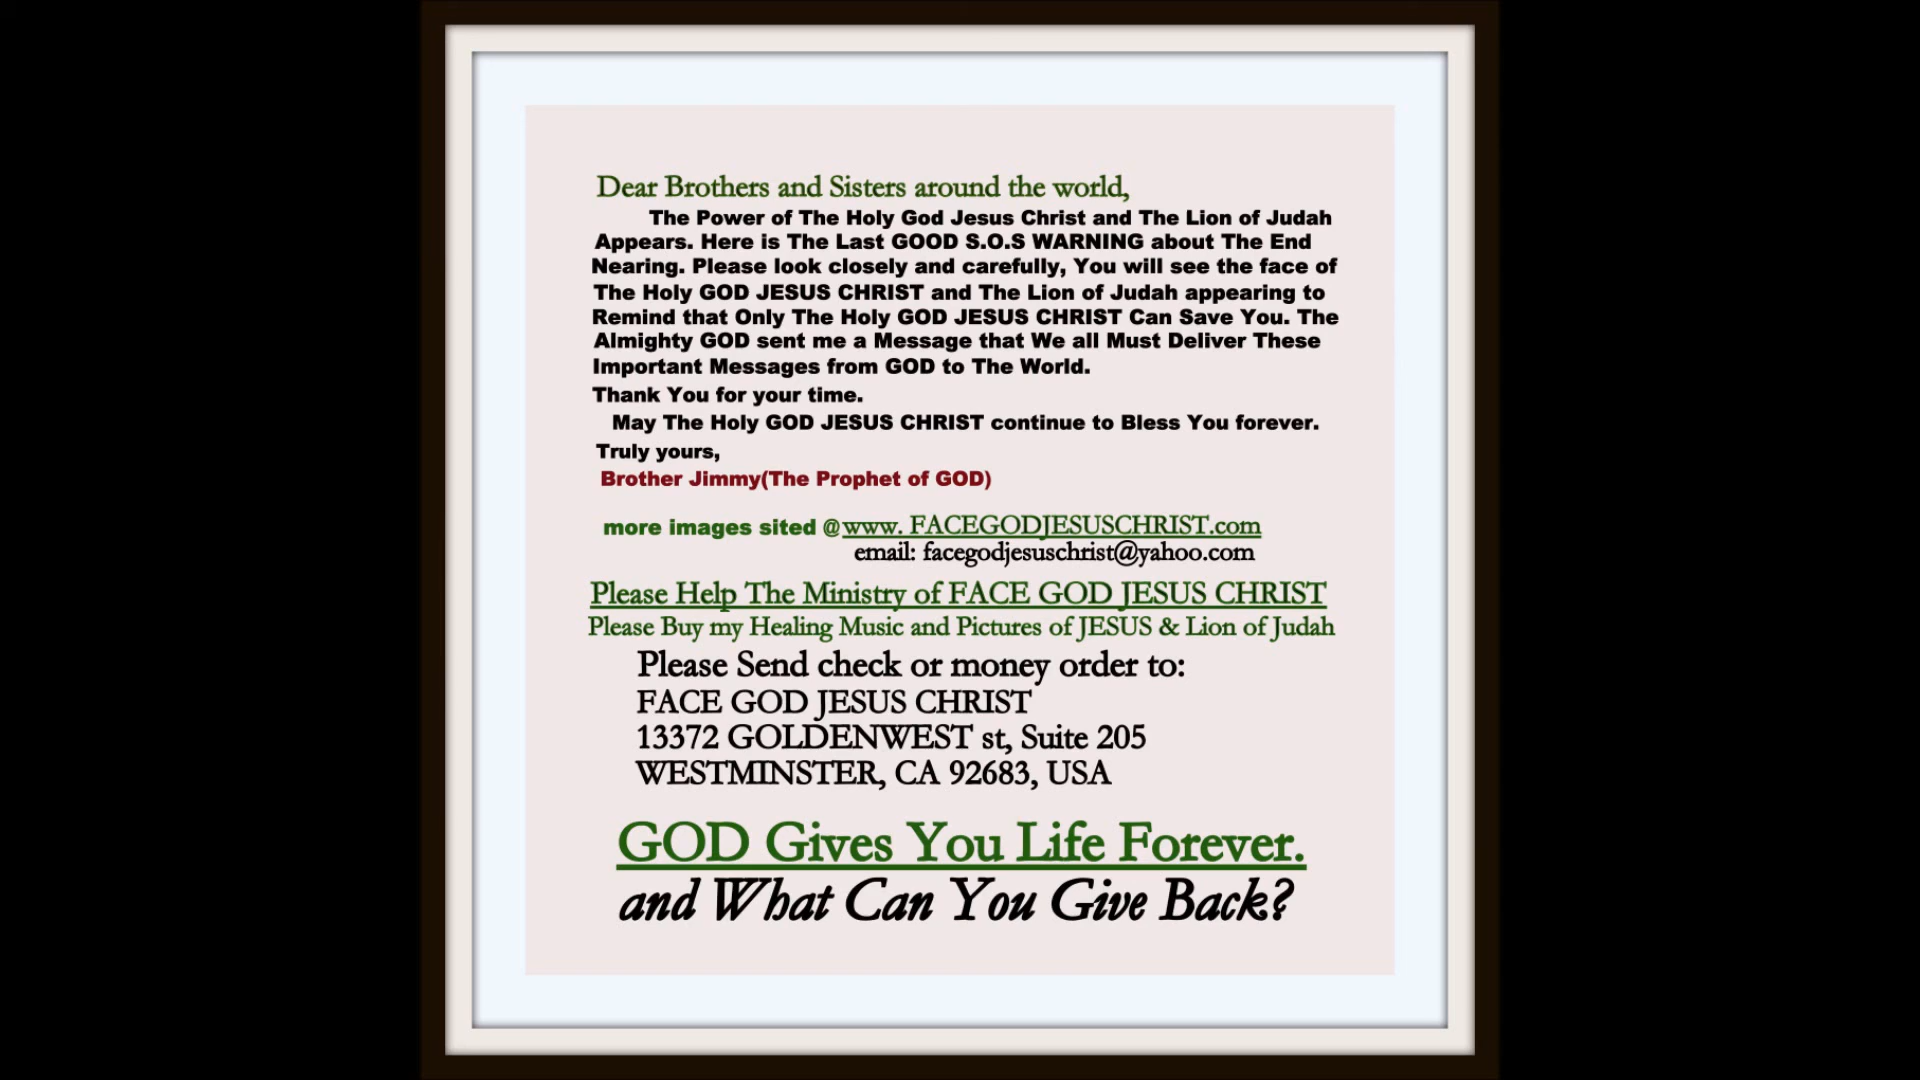 Dear Brothers and Sisters around the world,
The Power of The Holy God Jesus Christ and The Lion of Judah
Appears. Here is The Last GOOD S.O.S WARNING about The End
Nearing. Please look closely and carefully, You will see the face of
The Holy GOD JESUS CHRIST and The Lion of Judah appearing to
Remind that Only The Holy GOD JESUS CHRIST Can Save You. The
Almighty GOD sent me a Message that We all Must Deliver These
Important Messages from GOD to The World.
Thank You for your time.
May The Holy GOD JESUS CHRIST continue to Bless You forever.
Truly yours,
Brother Jimmy(The Prophet of GOD)
more images sited @www. FACEGODJESUSCHRIST.com
email: facegodjesuschrist@yahoo.com
Please Help The Ministry of FACE GOD JESUS CHRIST
Please Buy my Healing Music and Pictures of JESUS & Lion of Judah
Please Send check or money order to:
FACE GOD JESUS CHRIST
13372 GOLDENWEST st, Suite 205
WESTMINSTER, CA 92683, USA
GOD Gives You Life Forever.
and What Can You Give Back?